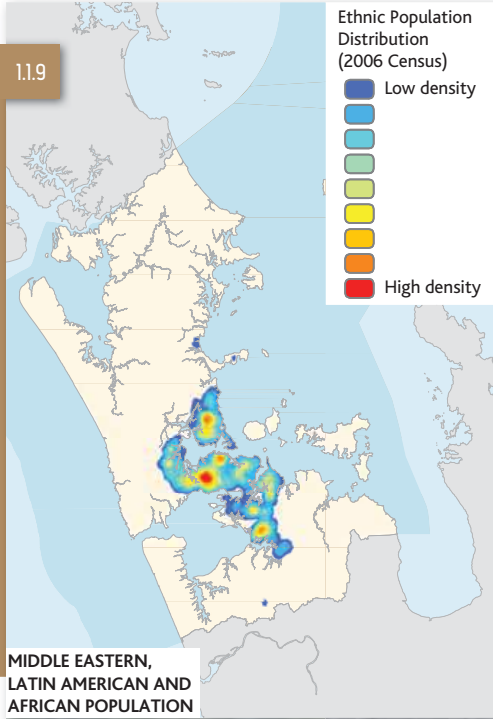 1.1.9
Ethnic Population
Distribution
(2006 Census)
Low density
High density
MIDDLE EASTERN,
LATIN AMERICAN AND
AFRICAN POPULATION